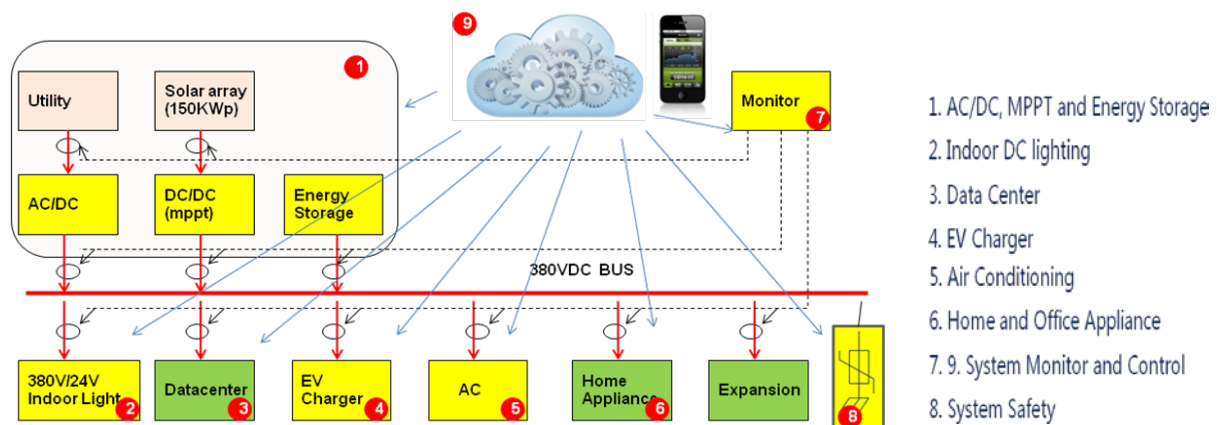 9
1
Utility
Solar array
(150KWp)
Monitor
7
AC/DC
DC/DC
(mppt)
Energy
Storage
380VDC BUS
380V/24V
Indoor Light
2
Datacenter
3
EV
Charger
4
AC
5
Home
Appliance
6
Expansion
8
1. AC/DC, MPPT and Energy Storage
2. Indoor DC lighting
3. Data Center
4. EV Charger
5. Air Conditioning
6. Home and Office Appliance
7. 9. System Monitor and Control
8. System Safety